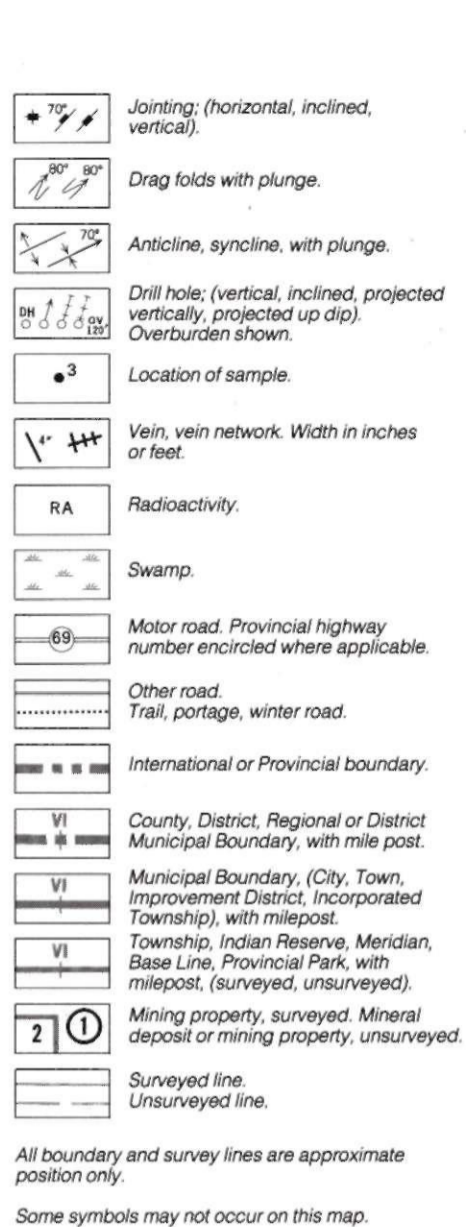 70°
Jointing; (horizontal, inclined,
vertical).
80° 80°
Drag folds with plunge.
70°
Anticline, syncline, with plunge.
DH OV 120'
Drill hole; (vertical, inclined, projected
vertically, projected up dip).
Overburden shown.
3
Location of sample.
4"
Vein, vein network. Width in inches
or feet.
RA
Radioactivity.
Swamp.
69
Motor road. Provincial highway
number encircled where applicable.
Other road.
Trail, portage, winter road.
International or Provincial boundary.
VI
County, District, Regional or District
Municipal Boundary, with mile post.
VI
Municipal Boundary, (City, Town,
Improvement District, Incorporated
Township), with milepost.
VI
Township, Indian Reserve, Meridian,
Base Line, Provincial Park, with
milepost, (surveyed, unsurveyed).
2 1
Mining property, surveyed. Mineral
deposit or mining property, unsurveyed.
Surveyed line.
Unsurveyed line.
All boundary and survey lines are approximate
position only.
Some symbols may not occur on this map.